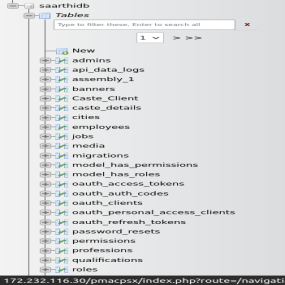 saarthidb
Tables
Type to filter these, Enter to search all
x
1 > >>>
New
admins
api_data_logs
assembly_1
banners
Caste_Client
caste_details
cities
employees
jobs
media
migrations
model_has_permissions
model_has_roles
oauth_access_tokens
oauth_auth_codes
oauth_clients
oauth_personal_access_clients
oauth_refresh_tokens
password_resets
permissions
professions
qualifications
roles
172.232.116.30/pmacpsx/index.php?route=/navigati